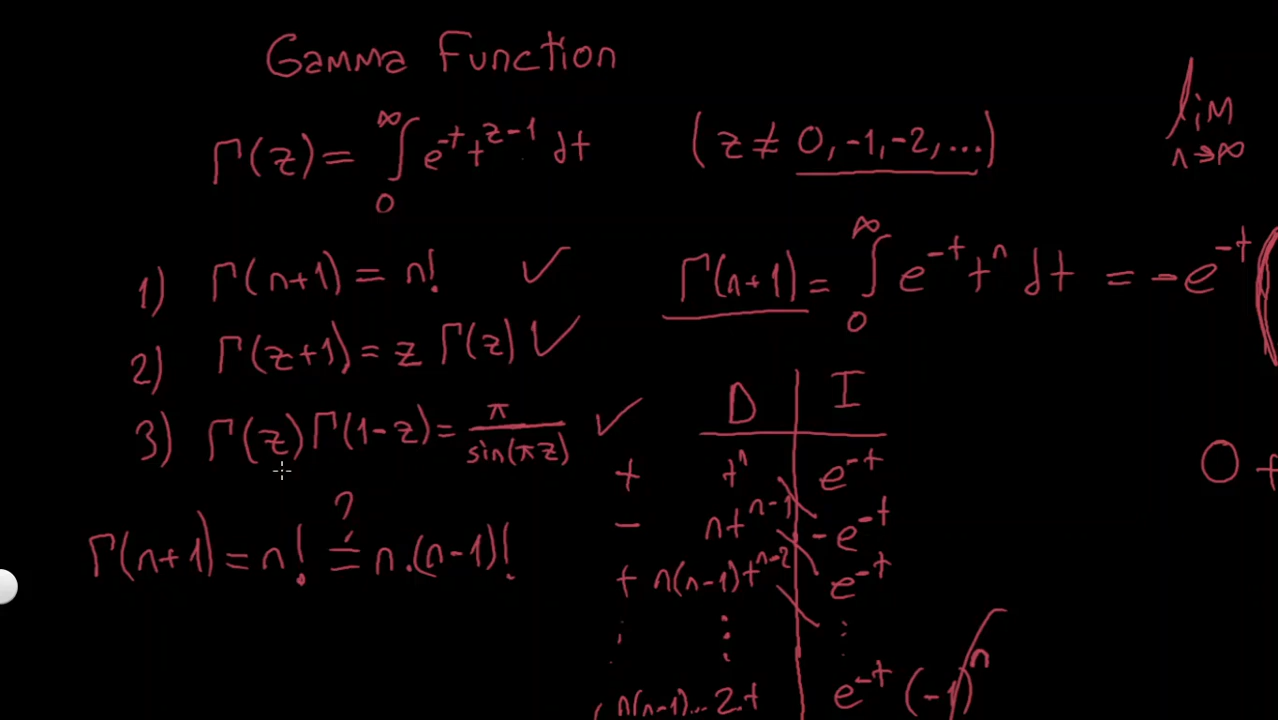 Gamma Function
Γ(z) = ∫₀^∞ e^{-t} t^{z-1} dt (z ≠ 0, -1, -2, ...)
lim n→∞
1) Γ(n+1) = n! ✓
Γ(n+1) = ∫₀^∞ e^{-t} t^n dt = -e^{-t} (
2) Γ(z+1) = z Γ(z) ✓
3) Γ(z) Γ(1-z) = π / sin(πz) ✓
Γ(n+1) = n! ≟ n.(n-1)!
D | I
+ t^n | e^{-t}
- nt^{n-1} | -e^{-t}
+ n(n-1)t^{n-2} | e^{-t}
⋮ ⋮ | ⋮
( n(n-1)...2.t | e^{-t} (-1)^n
0 +